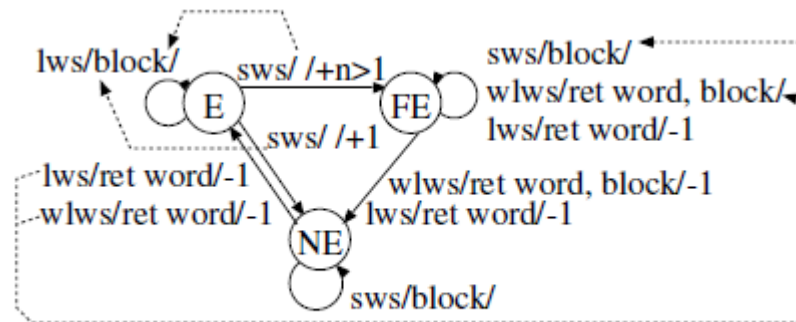 lws/block/
sws/ /+n>1
sws/block/
wlws/ret word, block/
lws/ret word/-1
E
FE
sws/ /+1
lws/ret word/-1
wlws/ret word/-1
wlws/ret word, block/-1
lws/ret word/-1
NE
sws/block/